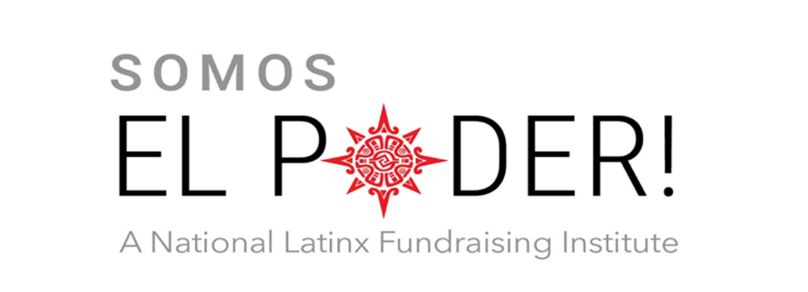 SOMOS
EL PODER!
A National Latinx Fundraising Institute